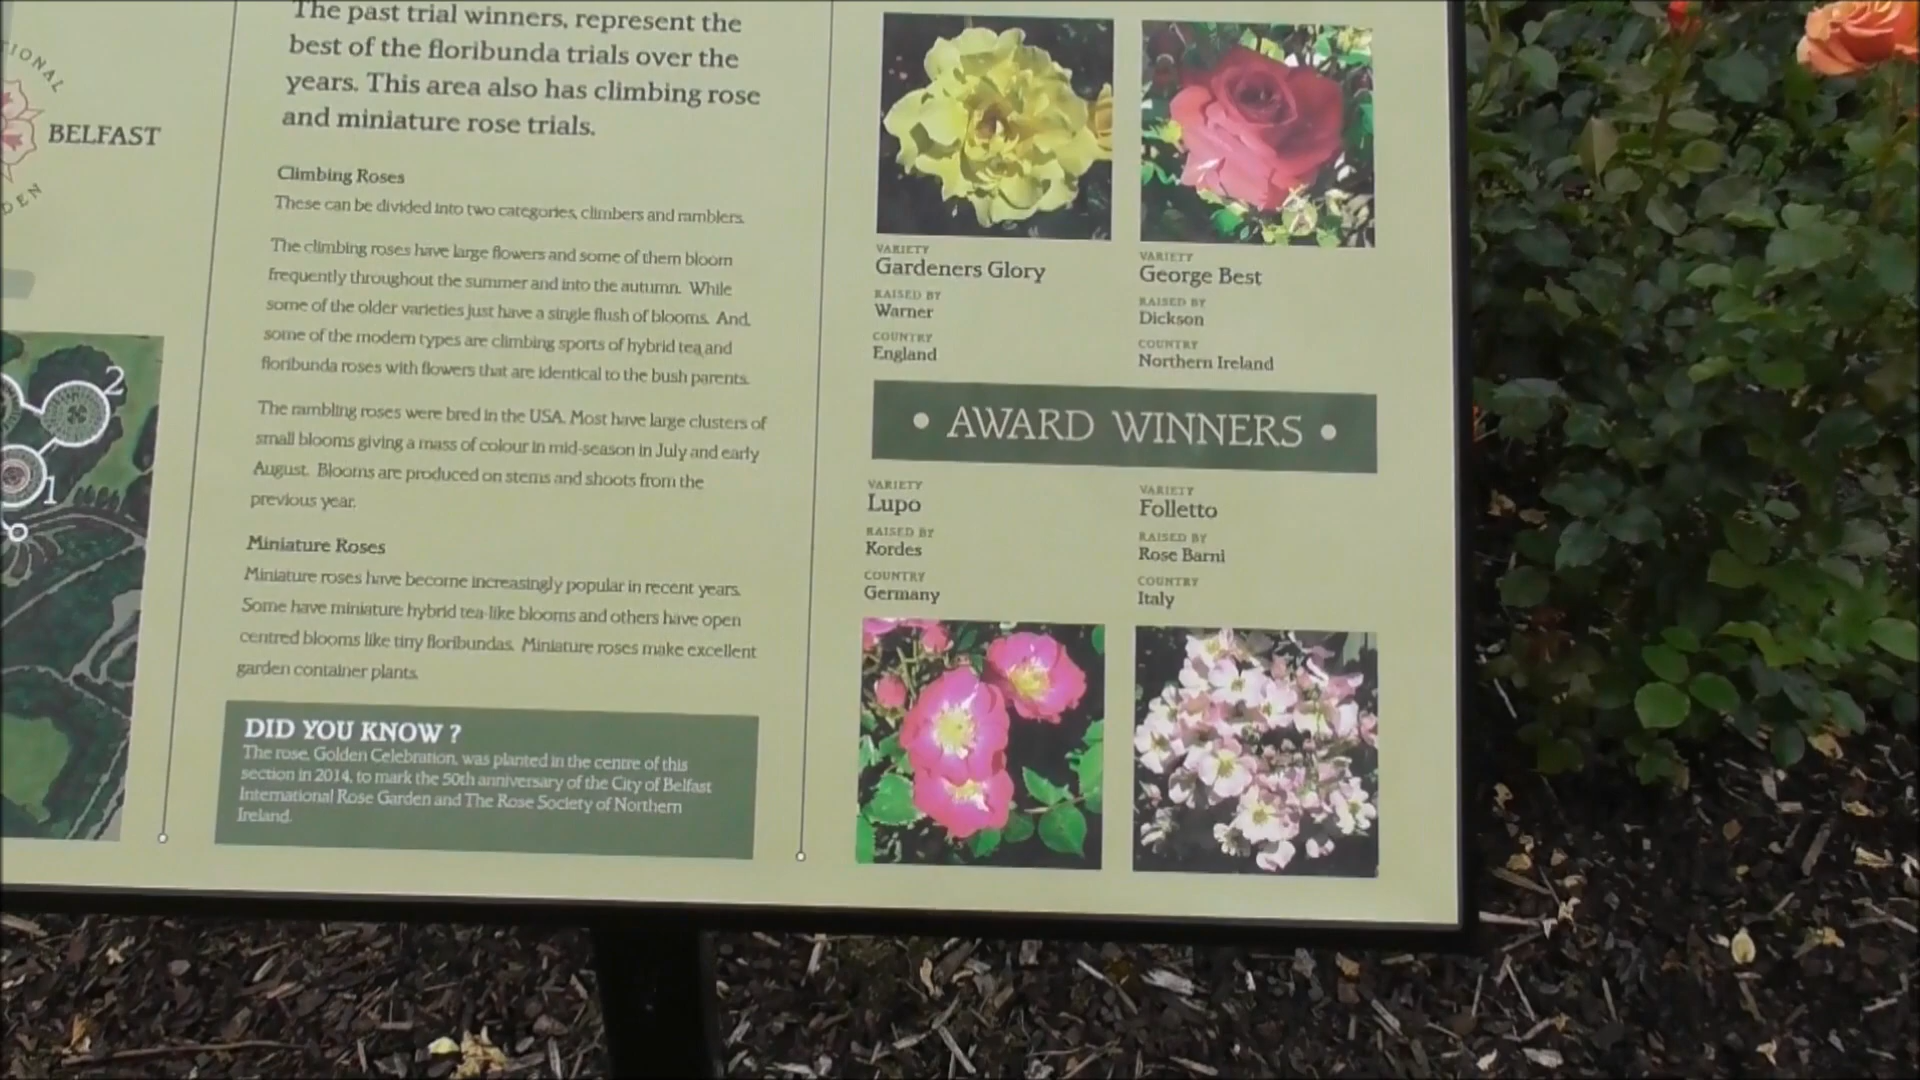 TIONAL
BELFAST
DEN
2
1
The past trial winners, represent the
best of the floribunda trials over the
years. This area also has climbing rose
and miniature rose trials.
Climbing Roses
These can be divided into two categories, climbers and ramblers.
The climbing roses have large flowers and some of them bloom
frequently throughout the summer and into the autumn. While
some of the older varieties just have a single flush of blooms. And
some of the modern types are climbing sports of hybrid tea and
floribunda roses with flowers that are identical to the bush parents.
The rambling roses were bred in the USA. Most have large clusters of
small blooms giving a mass of colour in mid-season in July and early
August. Blooms are produced on stems and shoots from the
previous year.
Miniature Roses
Miniature roses have become increasingly popular in recent years.
Some have miniature hybrid tea-like blooms and others have open
centred blooms like tiny floribundas. Miniature roses make excellent
garden container plants.
DID YOU KNOW ?
The rose, Golden Celebration, was planted in the centre of this
section in 2014, to mark the 50th anniversary of the City of Belfast
International Rose Garden and The Rose Society of Northern
Ireland.
VARIETY
Gardeners Glory
RAISED BY
Warner
COUNTRY
England
VARIETY
George Best
RAISED BY
Dickson
COUNTRY
Northern Ireland
• AWARD WINNERS •
VARIETY
Lupo
RAISED BY
Kordes
COUNTRY
Germany
VARIETY
Folletto
RAISED BY
Rose Barni
COUNTRY
Italy